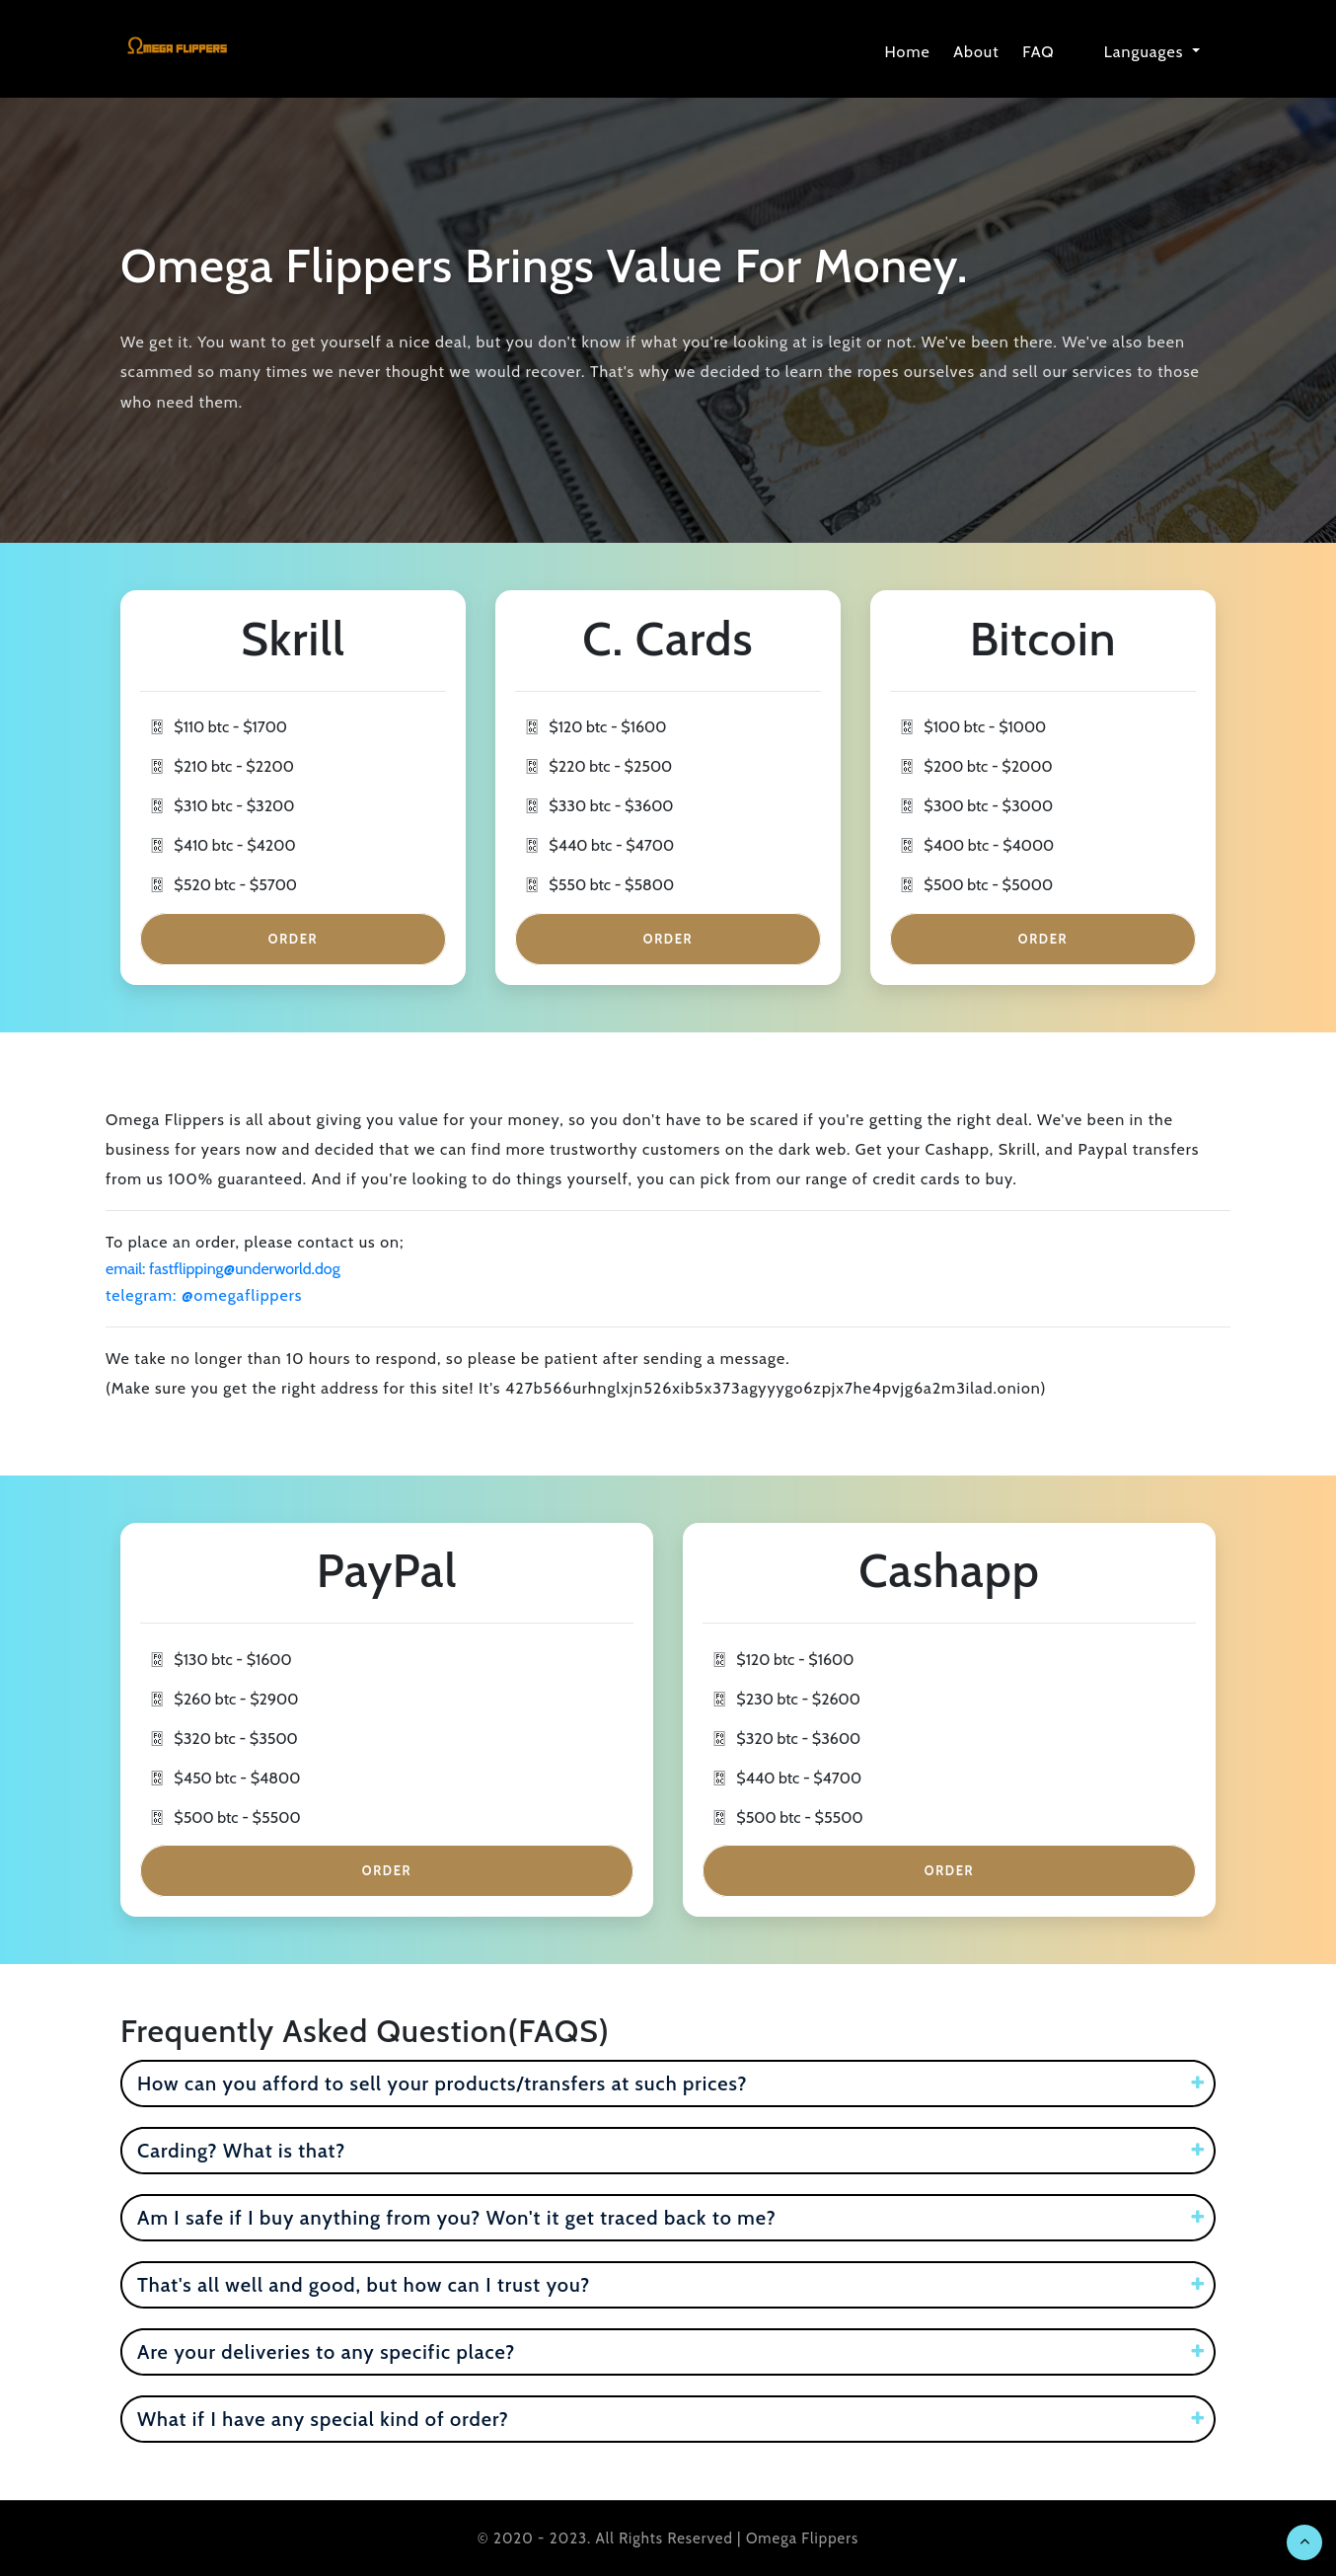 ΩMEGA FLIPPERS
Home About FAQ Languages
Omega Flippers Brings Value For Money.
We get it. You want to get yourself a nice deal, but you don't know if what you're looking at is legit or not. We've been there. We've also been
scammed so many times we never thought we would recover. That's why we decided to learn the ropes ourselves and sell our services to those
who need them.
Skrill
$110 btc - $1700
$210 btc - $2200
$310 btc - $3200
$410 btc - $4200
$520 btc - $5700
ORDER
C. Cards
$120 btc - $1600
$220 btc - $2500
$330 btc - $3600
$440 btc - $4700
$550 btc - $5800
ORDER
Bitcoin
$100 btc - $1000
$200 btc - $2000
$300 btc - $3000
$400 btc - $4000
$500 btc - $5000
ORDER
Omega Flippers is all about giving you value for your money, so you don't have to be scared if you're getting the right deal. We've been in the
business for years now and decided that we can find more trustworthy customers on the dark web. Get your Cashapp, Skrill, and Paypal transfers
from us 100% guaranteed. And if you're looking to do things yourself, you can pick from our range of credit cards to buy.
To place an order, please contact us on;
email: fastflipping@underworld.dog
telegram: @omegaflippers
We take no longer than 10 hours to respond, so please be patient after sending a message.
(Make sure you get the right address for this site! It's 427b566urhnglxjn526xib5x373agyyygo6zpjx7he4pvjg6a2m3ilad.onion)
PayPal
$130 btc - $1600
$260 btc - $2900
$320 btc - $3500
$450 btc - $4800
$500 btc - $5500
ORDER
Cashapp
$120 btc - $1600
$230 btc - $2600
$320 btc - $3600
$440 btc - $4700
$500 btc - $5500
ORDER
Frequently Asked Question(FAQS)
How can you afford to sell your products/transfers at such prices?
Carding? What is that?
Am I safe if I buy anything from you? Won't it get traced back to me?
That's all well and good, but how can I trust you?
Are your deliveries to any specific place?
What if I have any special kind of order?
© 2020 - 2023. All Rights Reserved | Omega Flippers